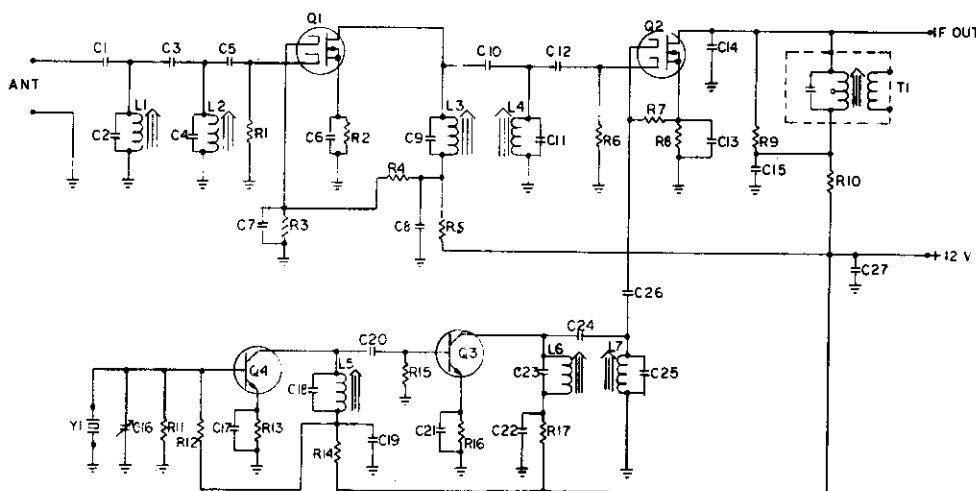 Q1
Q2
C1
C3
C5
C10
C12
C14
IF OUT
ANT
T1
L1
L2
L3
L4
C2
C4
R1
C6
R2
C9
C11
R6
R7
R8
C13
R9
C15
R10
R4
C7
R3
C8
R5
+12 V
C27
C26
C20
C24
Q4
L5
Q3
L6
L7
R15
C23
C25
C18
Y1
C16
R11
R12
C17
R13
R14
C19
C21
R16
C22
R17